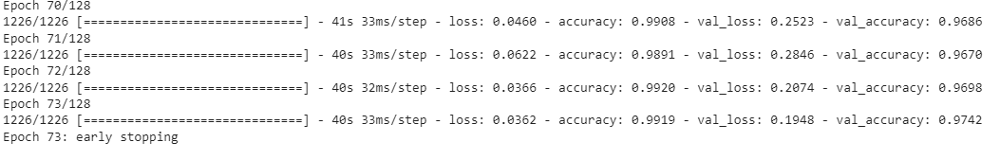 Epoch 70/128
1226/1226 [==============================] - 41s 33ms/step - loss: 0.0460 - accuracy: 0.9908 - val_loss: 0.2523 - val_accuracy: 0.9686
Epoch 71/128
1226/1226 [==============================] - 40s 33ms/step - loss: 0.0622 - accuracy: 0.9891 - val_loss: 0.2846 - val_accuracy: 0.9670
Epoch 72/128
1226/1226 [==============================] - 40s 32ms/step - loss: 0.0366 - accuracy: 0.9920 - val_loss: 0.2074 - val_accuracy: 0.9698
Epoch 73/128
1226/1226 [==============================] - 40s 33ms/step - loss: 0.0362 - accuracy: 0.9919 - val_loss: 0.1948 - val_accuracy: 0.9742
Epoch 73: early stopping